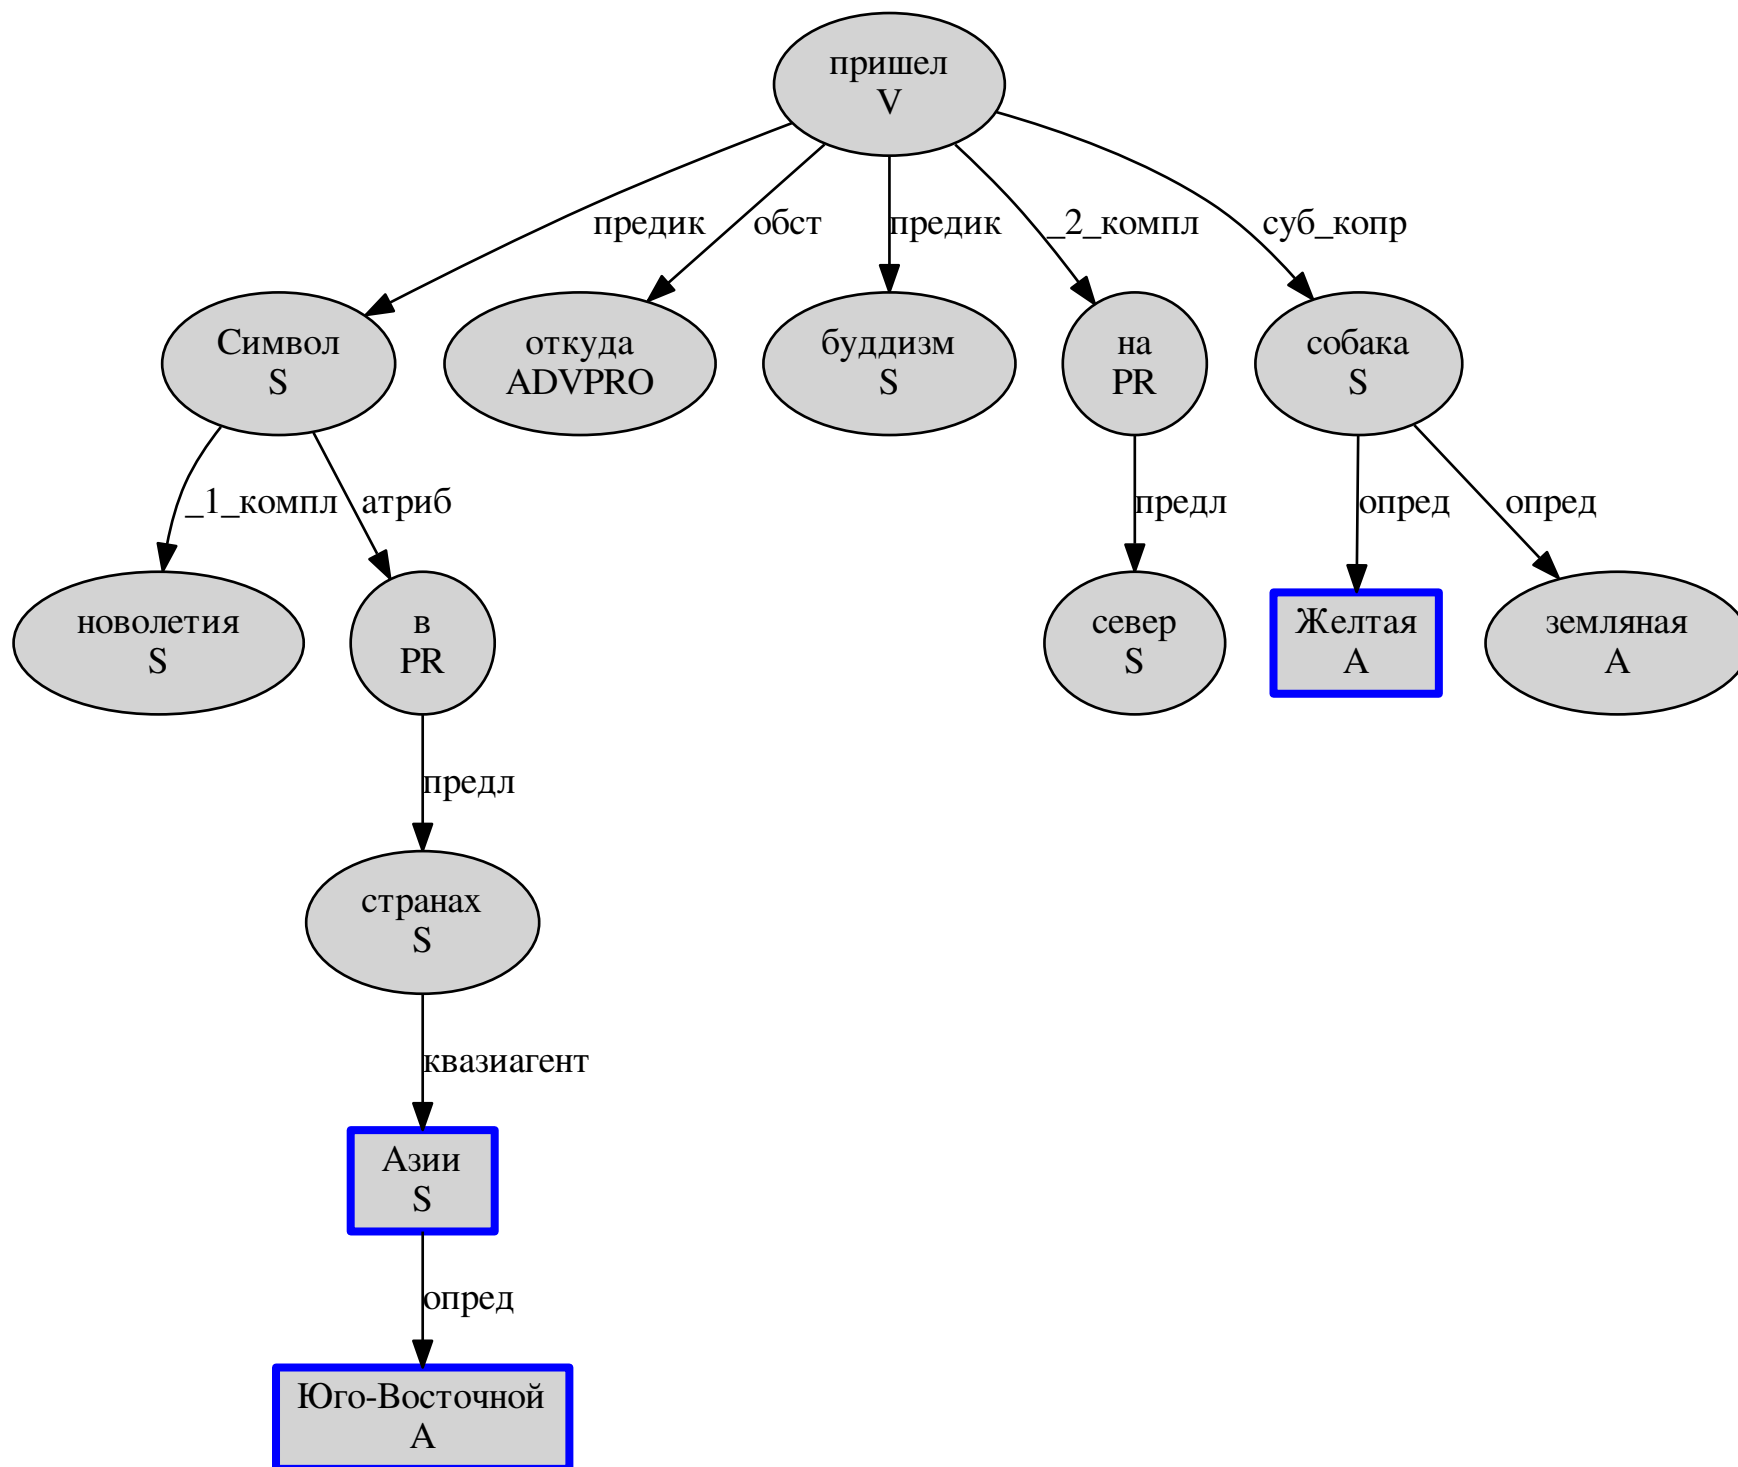 пришел
V
предик
обст
предик
_2_компл
суб_копр
Символ
S
откуда
ADVPRO
буддизм
S
на
PR
собака
S
_1_компл
атриб
предл
опред
опред
новолетия
S
в
PR
север
S
Желтая
A
земляная
A
предл
странах
S
квазиагент
Азии
S
опред
Юго-Восточной
A